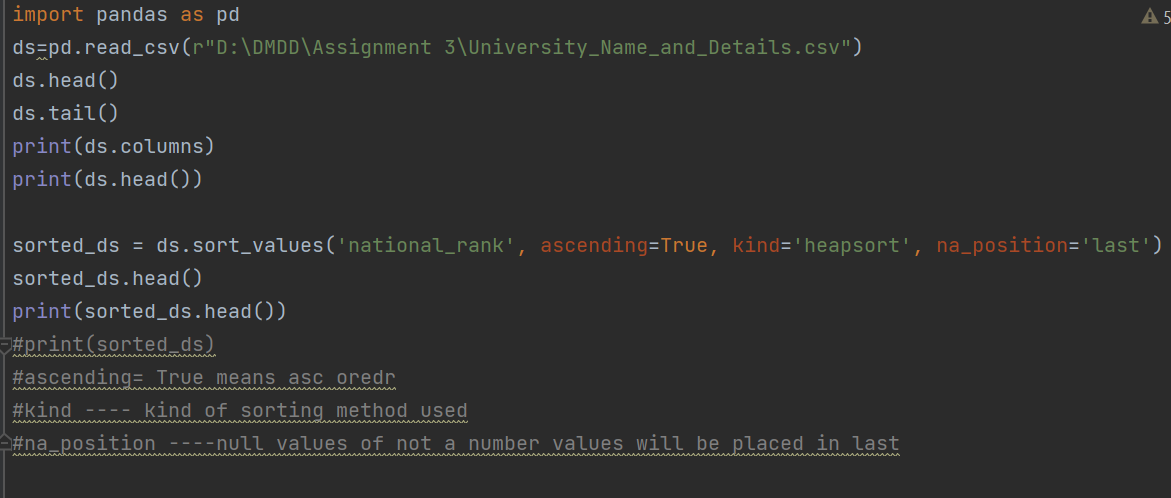 import pandas as pd
5
ds=pd.read_csv(r"D:\DMDD\Assignment 3\University_Name_and_Details.csv")
ds.head()
ds.tail()
print(ds.columns)
print(ds.head())
sorted_ds = ds.sort_values('national_rank', ascending=True, kind='heapsort', na_position='last')
sorted_ds.head()
print(sorted_ds.head())
#print(sorted_ds)
#ascending= True means asc oredr
#kind ---- kind of sorting method used
#na_position ----null values of not a number values will be placed in last